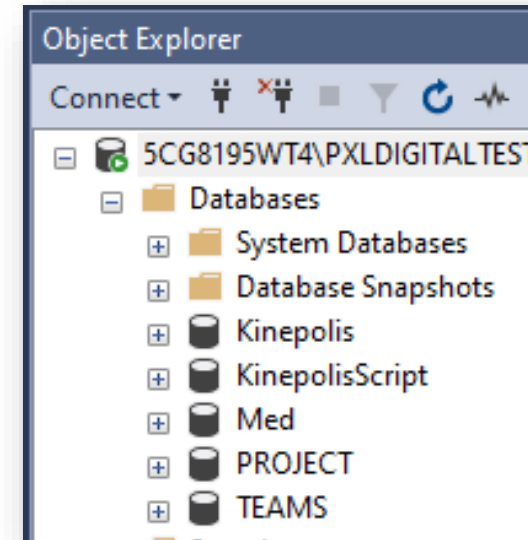 Object Explorer
Connect
5CG8195WT4\PXLDIGITALTEST
Databases
System Databases
Database Snapshots
Kinepolis
KinepolisScript
Med
PROJECT
TEAMS